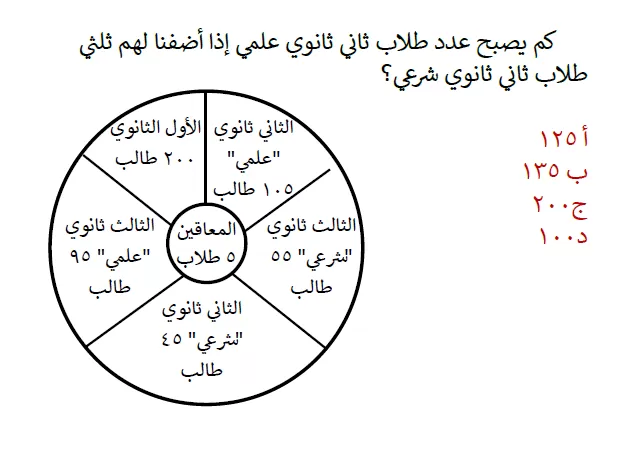 كم يصبح عدد طلاب ثاني ثانوي علمي إذا أضفنا لهم ثلثي
طلاب ثاني ثانوي شرعي؟
أ ١٢٥
ب ١٣٥
ج٢٠٠
د١٠٠
الثاني ثانوي
"علمي"
١٠٥ طالب
الأول الثانوي
٢٠٠ طالب
الثالث ثانوي
"شرعي" ٥٥
طالب
المعاقين
٥ طلاب
الثالث ثانوي
"علمي" ٩٥
طالب
الثاني ثانوي
"شرعي" ٤٥
طالب